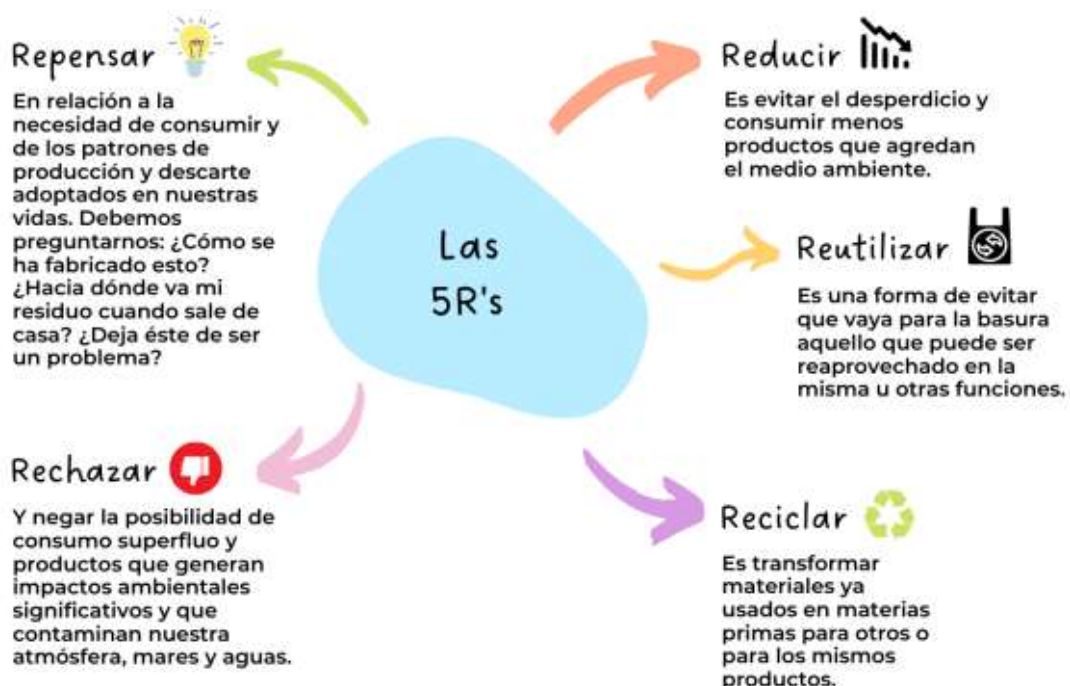 Repensar
En relación a la
necesidad de consumir y
de los patrones de
producción y descarte
adoptados en nuestras
vidas. Debemos
preguntarnos: ¿Cómo se
ha fabricado esto?
¿Hacia dónde va mi
residuo cuando sale de
casa? ¿Deja éste de ser
un problema?
Reducir
Es evitar el desperdicio y
consumir menos
productos que agredan
el medio ambiente.
Las
5R's
Reutilizar
Es una forma de evitar
que vaya para la basura
aquello que puede ser
reaprovechado en la
misma u otras funciones.
Rechazar
Y negar la posibilidad de
consumo superfluo y
productos que generan
impactos ambientales
significativos y que
contaminan nuestra
atmósfera, mares y aguas.
Reciclar
Es transformar
materiales ya
usados en materias
primas para otros o
para los mismos
productos.